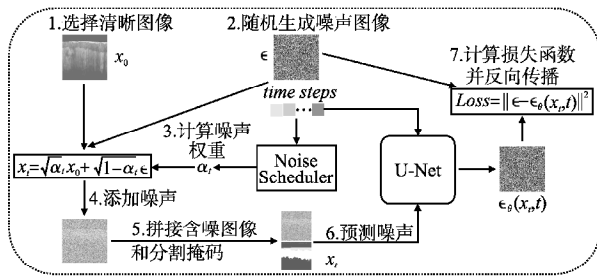 1.选择清晰图像
x₀
2.随机生成噪声图像
ϵ
time steps
...
3.计算噪声
权重
αₜ
Noise
Scheduler
xₜ=√αₜx₀+√1-αₜϵ
4.添加噪声
5.拼接含噪图像
和分割掩码
xₜ
6.预测噪声
U-Net
ϵθ(xₜ,t)
7.计算损失函数
并反向传播
Loss=‖ϵ-ϵθ(xₜ,t)‖²